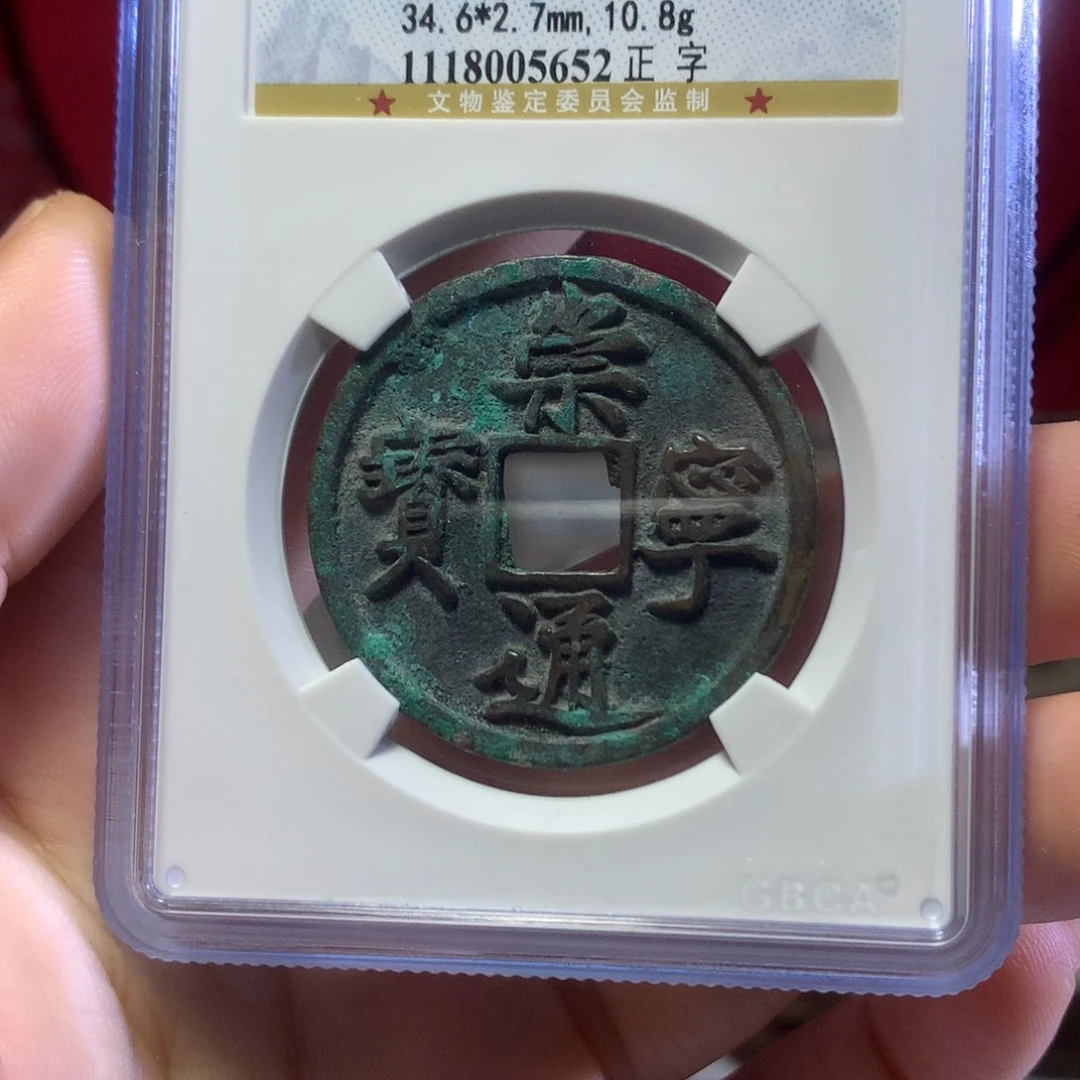 34.6*2.7mm,10.8g
1118005652 正 字
★ 文物鉴定委员会监制 ★
崇
寧
通
寶
GBCA